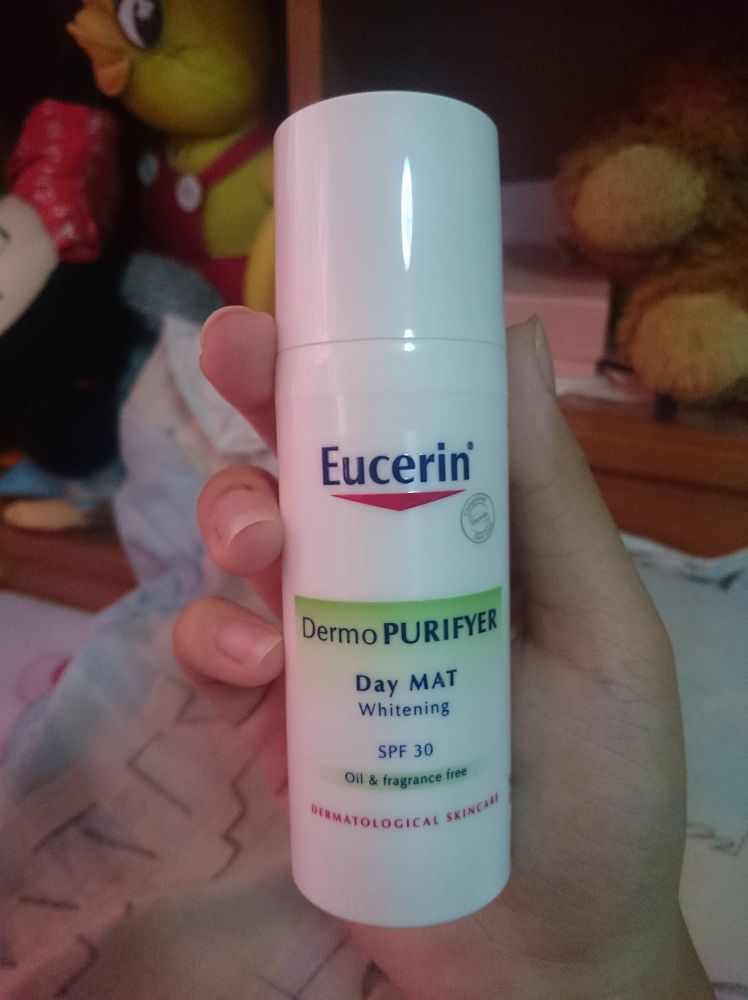 Eucerin®
DermoPURIFYER
Day MAT
Whitening
SPF 30
Oil & fragrance free
DERMATOLOGICAL SKINCARE